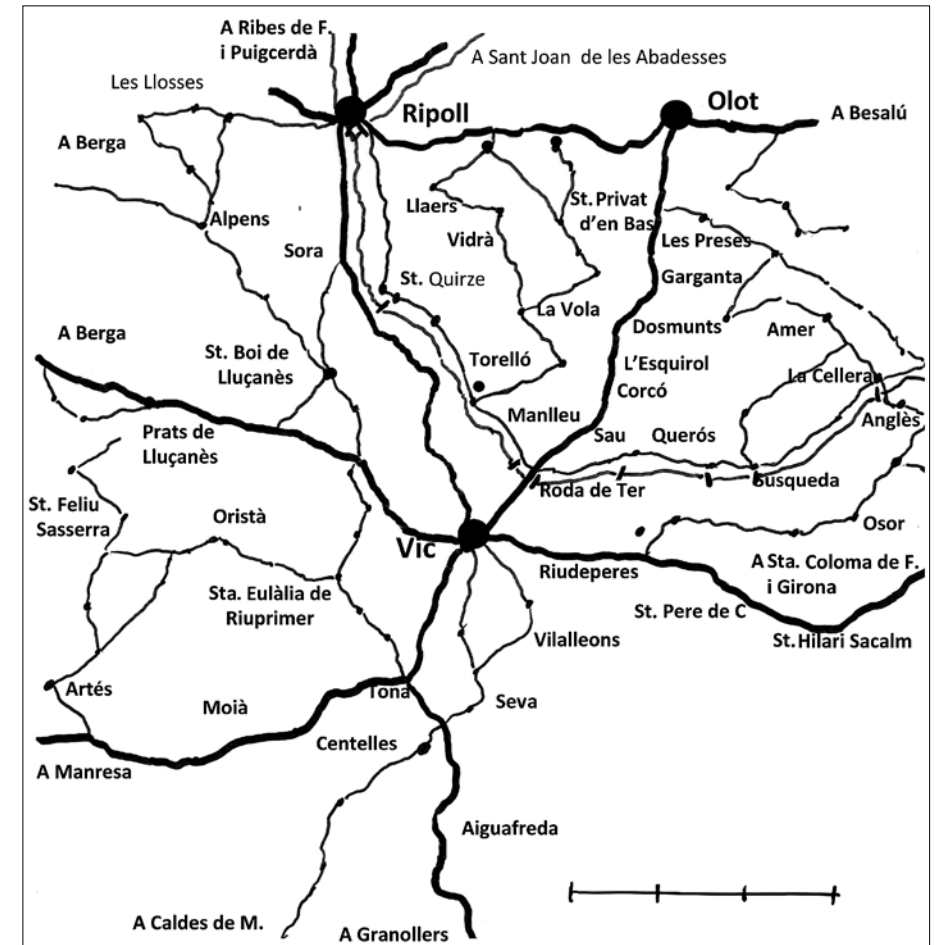 A Ribes de F.
i Puigcerdà
A Sant Joan de les Abadesses
Les Llosses
Ripoll
Olot
A Besalú
A Berga
Llaers
St. Privat
d'en Bas
Alpens
Vidrà
Les Preses
Sora
St. Quirze
Garganta
La Vola
Dosmunts
Amer
A Berga
St. Boi de
Lluçanès
Torelló
L'Esquirol
Corcó
La Cellera
Manlleu
Anglès
Prats de
Lluçanès
Sau
Querós
Susqueda
Roda de Ter
St. Feliu
Sasserra
Oristà
Osor
Vic
Riudeperes
A Sta. Coloma de F.
i Girona
Sta. Eulàlia de
Riuprimer
St. Pere de C
St. Hilari Sacalm
Vilalleons
Artés
Tona
Moià
Seva
Centelles
A Manresa
Aiguafreda
A Caldes de M.
A Granollers